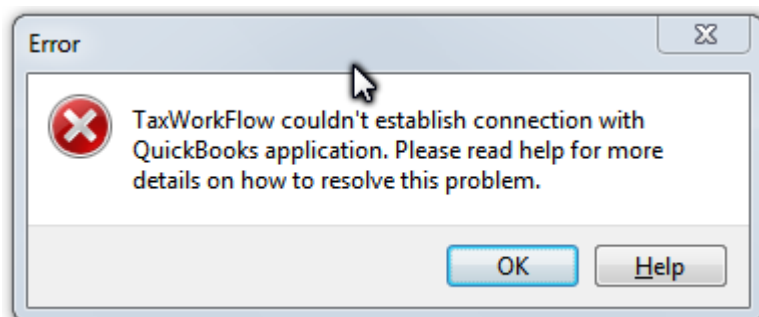 Error
TaxWorkFlow couldn't establish connection with
QuickBooks application. Please read help for more
details on how to resolve this problem.
OK
Help